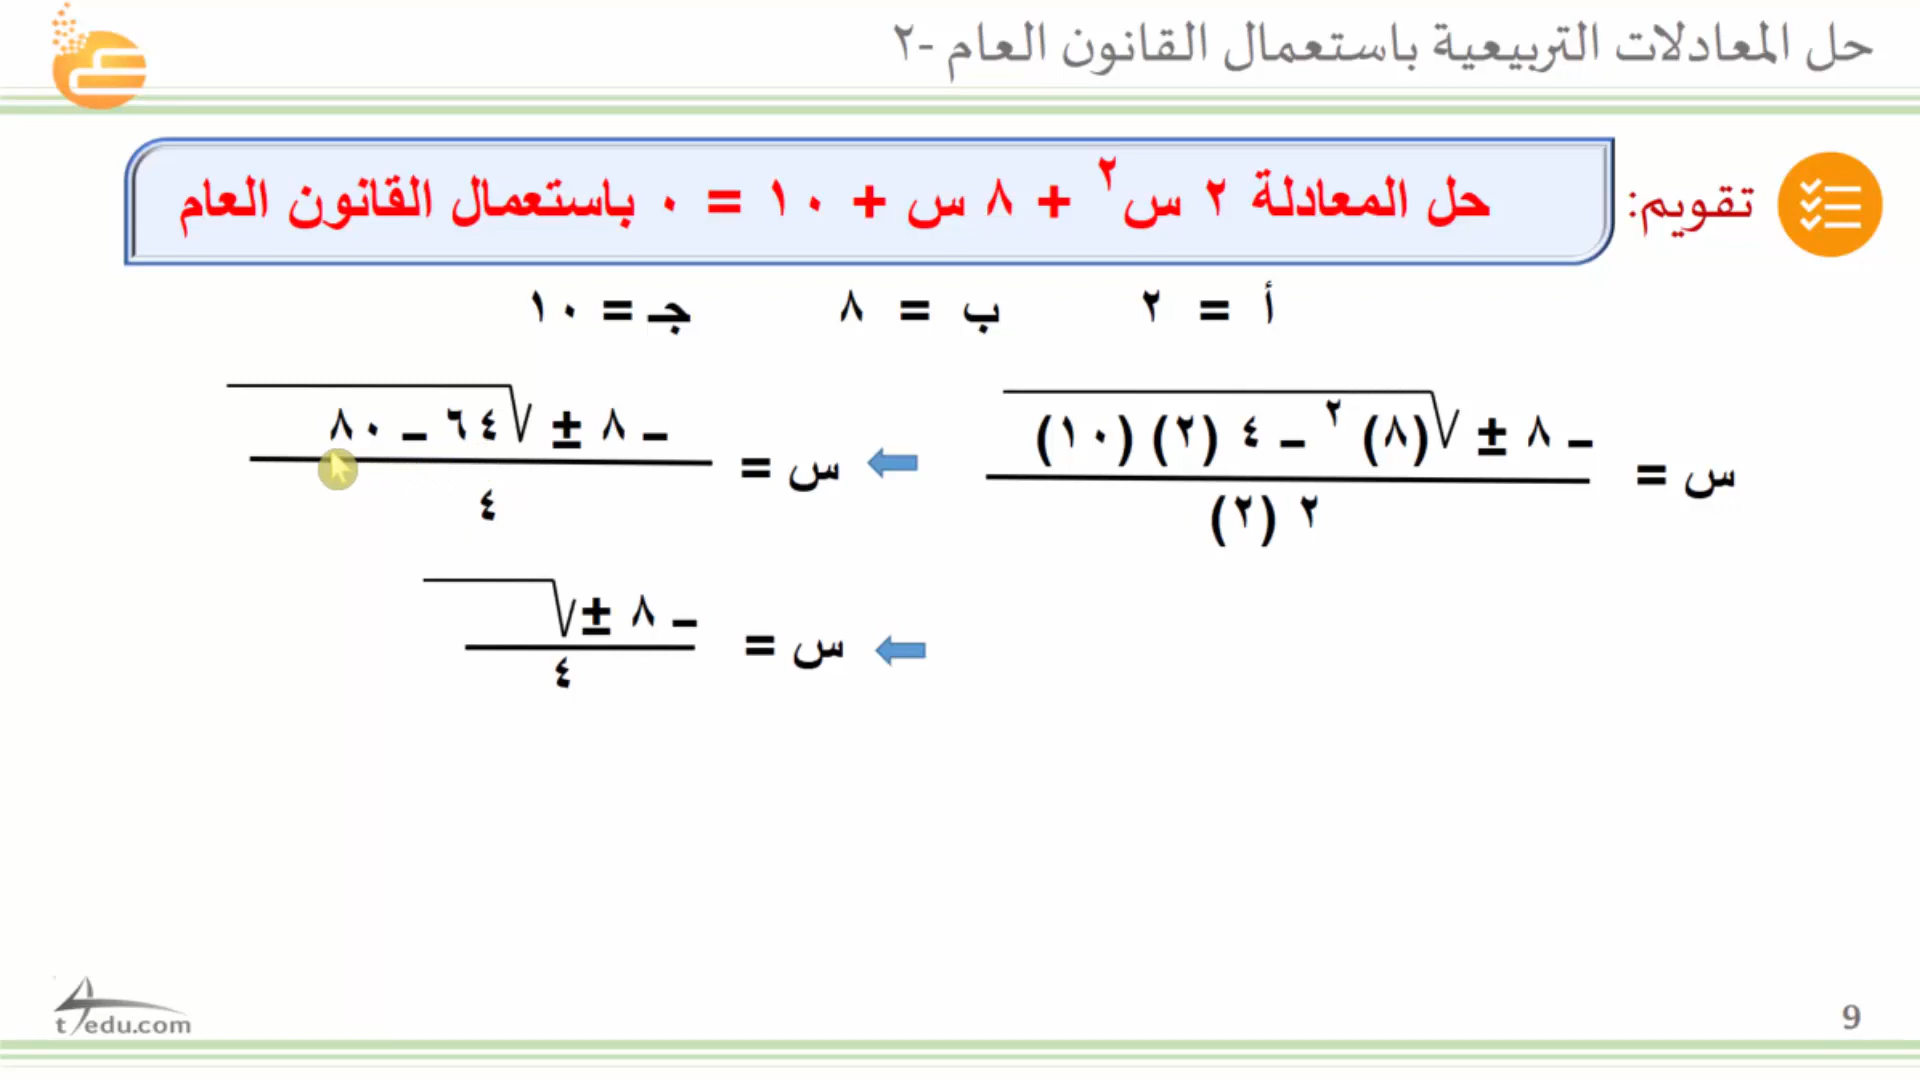 حل المعادلات التربيعية باستعمال القانون العام -٢
تقويم:
حل المعادلة ٢ س٢ + ٨ س + ١٠ = ٠ باستعمال القانون العام
أ = ٢ ب = ٨ جـ = ١٠
س = – ٨ ± √(٨)٢ – ٤ (٢) (١٠)
٢ (٢)
س = – ٨ ± √٦٤ – ٨٠
٤
س = – ٨ ± √
٤
t4edu.com
9